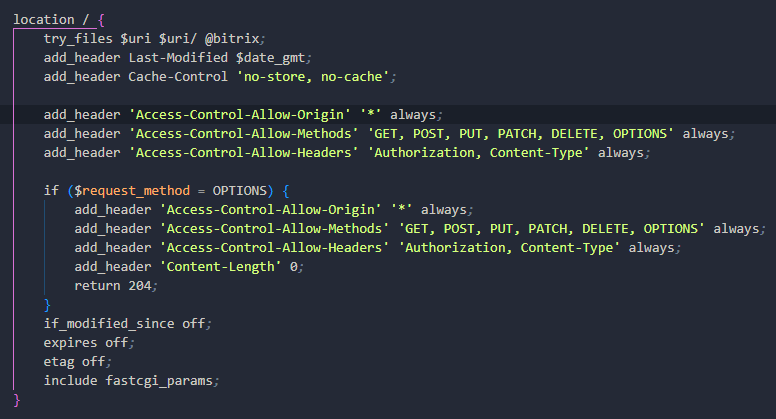 location / {
    try_files $uri $uri/ @bitrix;
    add_header Last-Modified $date_gmt;
    add_header Cache-Control 'no-store, no-cache';

    add_header 'Access-Control-Allow-Origin' '*' always;
    add_header 'Access-Control-Allow-Methods' 'GET, POST, PUT, PATCH, DELETE, OPTIONS' always;
    add_header 'Access-Control-Allow-Headers' 'Authorization, Content-Type' always;

    if ($request_method = OPTIONS) {
        add_header 'Access-Control-Allow-Origin' '*' always;
        add_header 'Access-Control-Allow-Methods' 'GET, POST, PUT, PATCH, DELETE, OPTIONS' always;
        add_header 'Access-Control-Allow-Headers' 'Authorization, Content-Type' always;
        add_header 'Content-Length' 0;
        return 204;
    }
    if_modified_since off;
    expires off;
    etag off;
    include fastcgi_params;
}